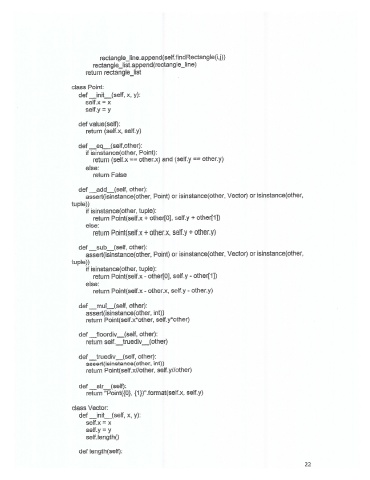 rectangle_line.append(self.findRectangle(i,j))
rectangle_list.append(rectangle_line)
return rectangle_list
class Point:
def __init__(self, x, y):
self.x = x
self.y = y
def value(self):
return (self.x, self.y)
def __eq__(self,other):
if isinstance(other, Point):
return (self.x == other.x) and (self.y == other.y)
else:
return False
def __add__(self, other):
assert(isinstance(other, Point) or isinstance(other, Vector) or isinstance(other,
tuple))
if isinstance(other, tuple):
return Point(self.x + other[0], self.y + other[1])
else:
return Point(self.x + other.x, self.y + other.y)
def __sub__(self, other):
assert(isinstance(other, Point) or isinstance(other, Vector) or isinstance(other,
tuple))
if isinstance(other, tuple):
return Point(self.x - other[0], self.y - other[1])
else:
return Point(self.x - other.x, self.y - other.y)
def __mul__(self, other):
assert(isinstance(other, int))
return Point(self.x*other, self.y*other)
def __floordiv__(self, other):
return self.__truediv__(other)
def __truediv__(self, other):
assert(isinstance(other, int))
return Point(self.x//other, self.y//other)
def __str__(self):
return "Point({0}, {1})".format(self.x, self.y)
class Vector:
def __init__(self, x, y):
self.x = x
self.y = y
self.length()
def length(self):
22